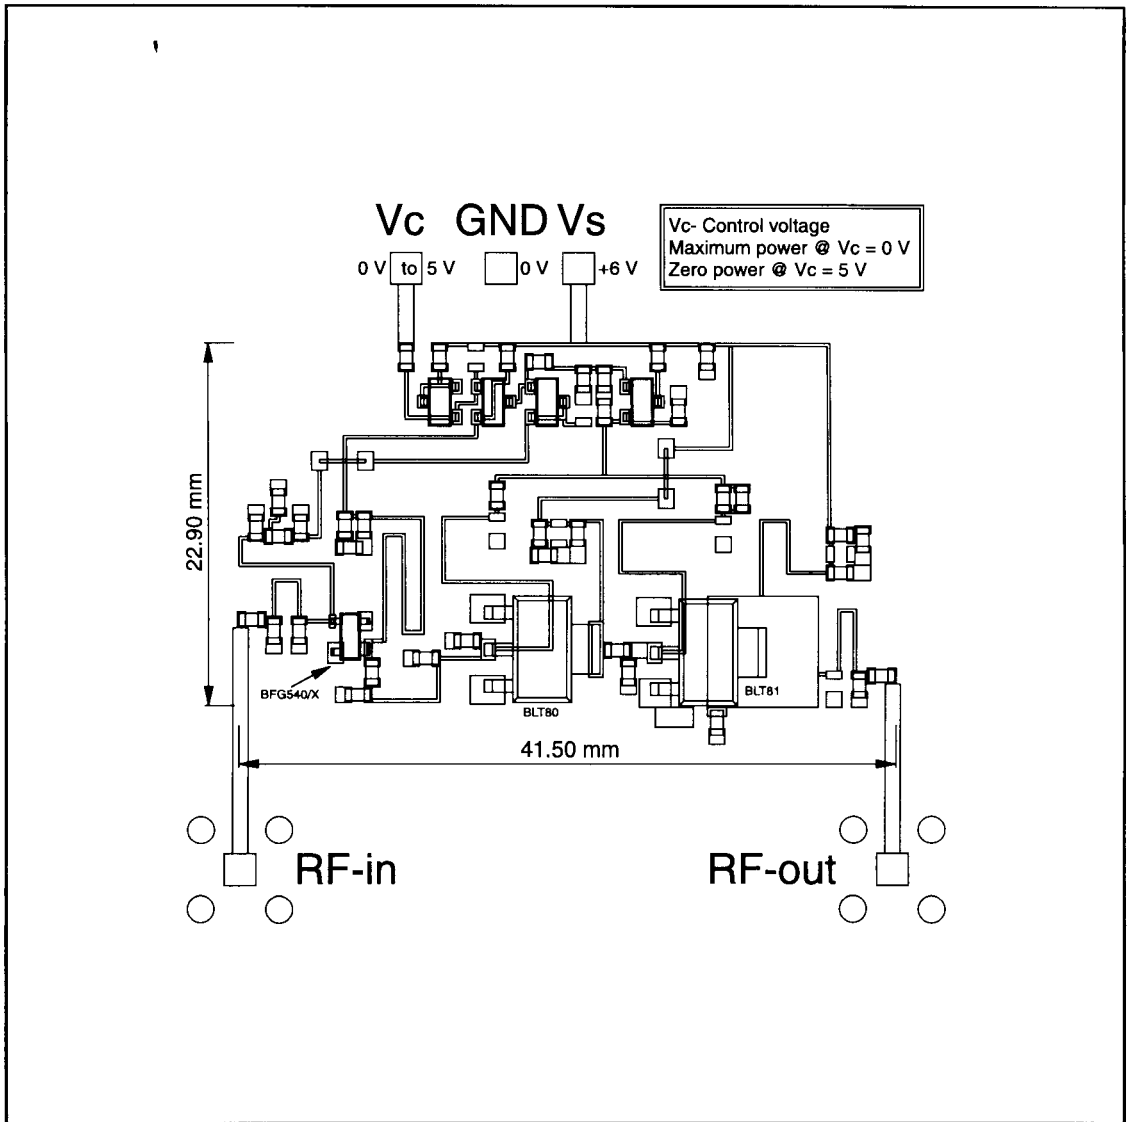 Vc GND Vs
0 V to 5 V 0 V +6 V
Vc- Control voltage
Maximum power @ Vc = 0 V
Zero power @ Vc = 5 V
22.90 mm
BFG540/X
BLT80
BLT81
41.50 mm
RF-in
RF-out